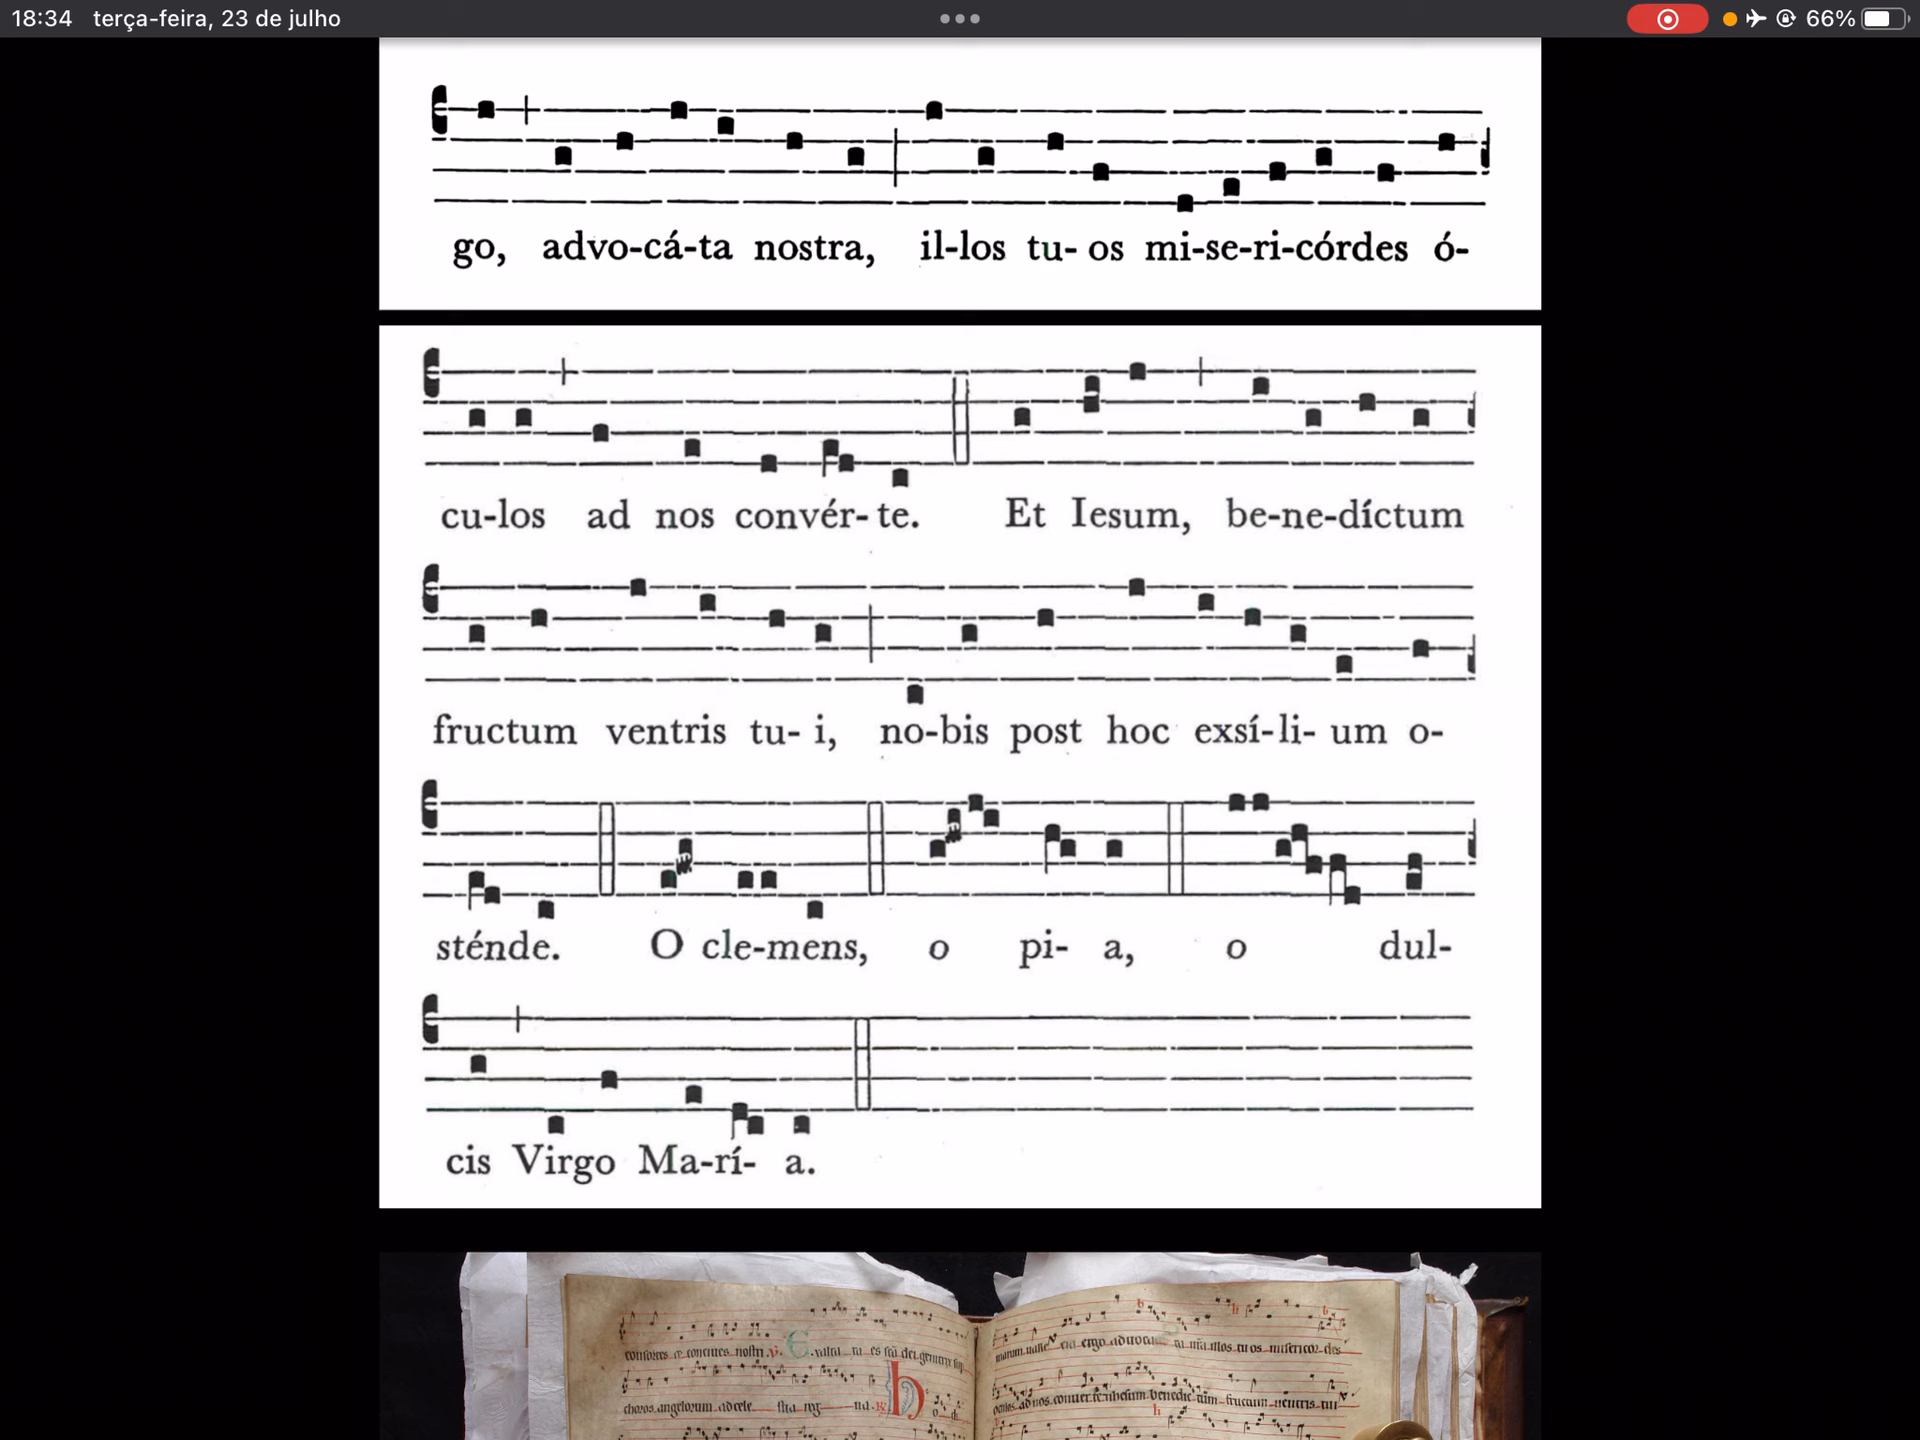 18:34 terça-feira, 23 de julho 66%
go, advo-cá-ta nostra, il-los tu- os mi-se-ri-córdes ó-
cu-los ad nos convér- te. Et Iesum, be-ne-díctum
fructum ventris tu- i, no-bis post hoc exsí-li- um o-
sténde. O cle-mens, o pi- a, o dul-
cis Virgo Ma-rí- a.